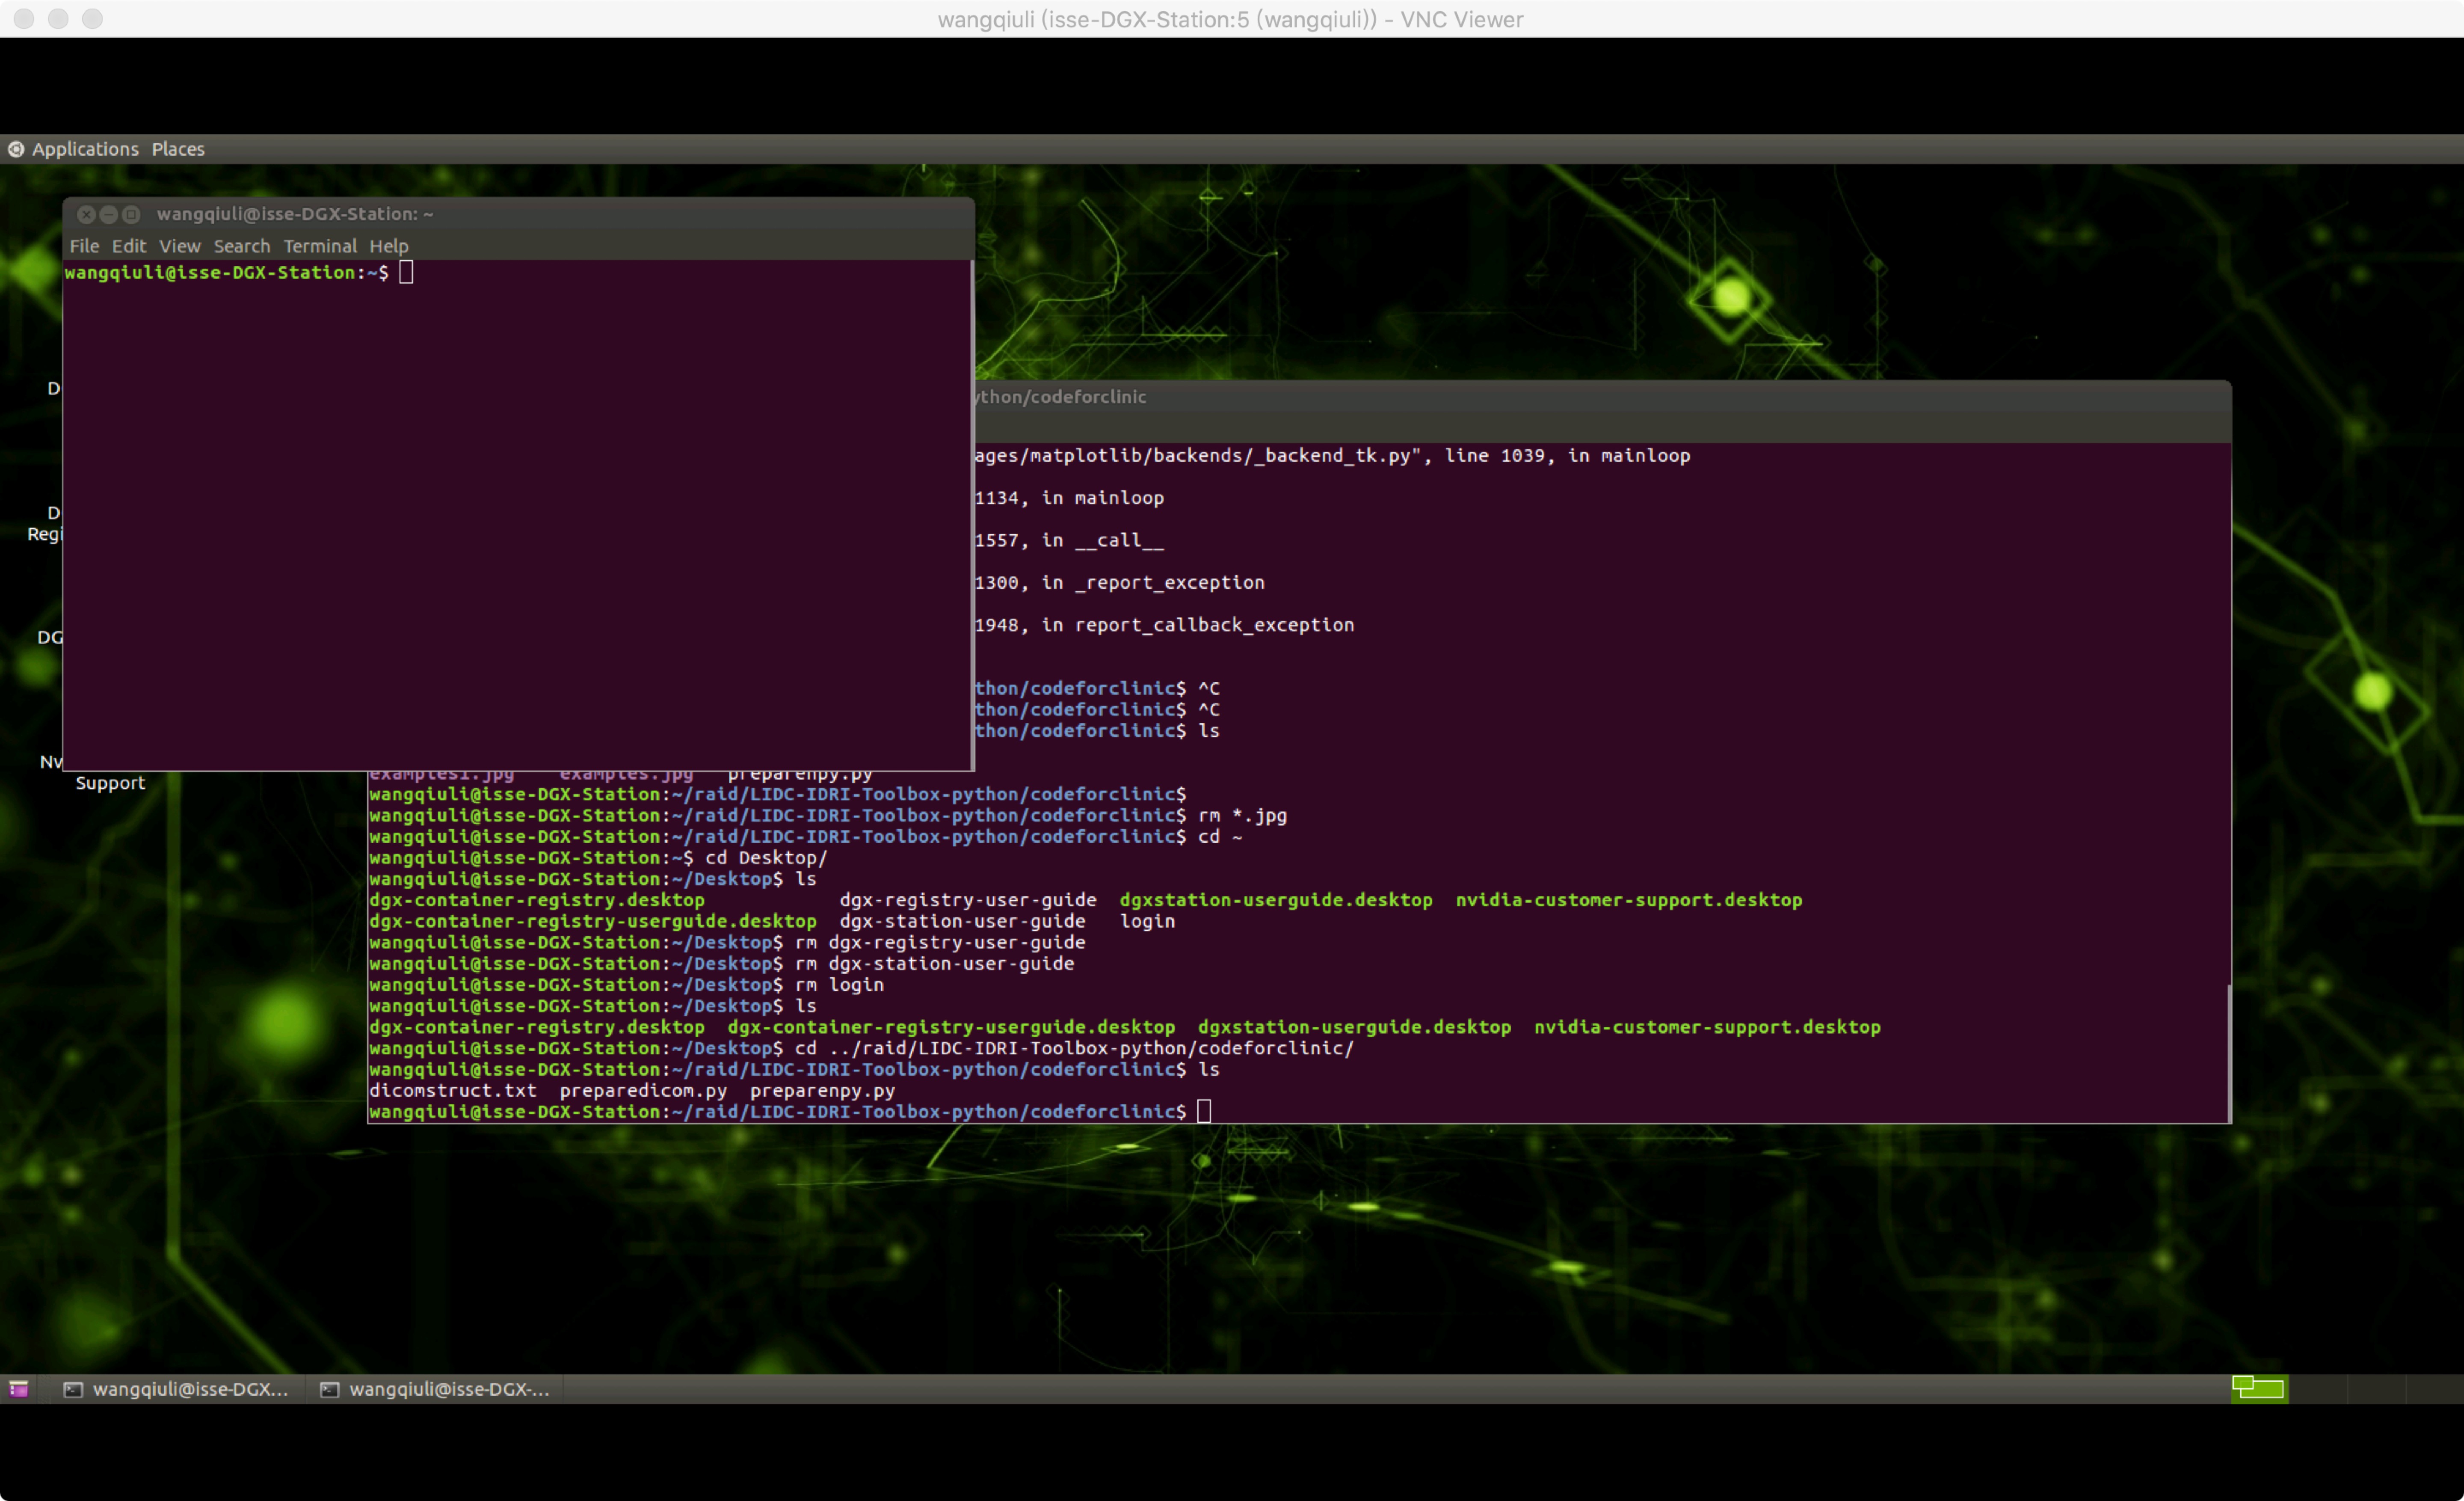 wangqiuli (isse-DGX-Station:5 (wangqiuli)) - VNC Viewer
Applications Places
wangqiuli@isse-DGX-Station: ~
File Edit View Search Terminal Help
wangqiuli@isse-DGX-Station:~$
D
D
Regi
DG
Nv
Support
ython/codeforclinic
ages/matplotlib/backends/_backend_tk.py", line 1039, in mainloop
1134, in mainloop
1557, in __call__
1300, in _report_exception
1948, in report_callback_exception
thon/codeforclinic$ ^C
thon/codeforclinic$ ^C
thon/codeforclinic$ ls
examples1.jpg examples.jpg preparenpy.py
wangqiuli@isse-DGX-Station:~/raid/LIDC-IDRI-Toolbox-python/codeforclinic$
wangqiuli@isse-DGX-Station:~/raid/LIDC-IDRI-Toolbox-python/codeforclinic$ rm *.jpg
wangqiuli@isse-DGX-Station:~/raid/LIDC-IDRI-Toolbox-python/codeforclinic$ cd ~
wangqiuli@isse-DGX-Station:~$ cd Desktop/
wangqiuli@isse-DGX-Station:~/Desktop$ ls
dgx-container-registry.desktop dgx-registry-user-guide dgxstation-userguide.desktop nvidia-customer-support.desktop
dgx-container-registry-userguide.desktop dgx-station-user-guide login
wangqiuli@isse-DGX-Station:~/Desktop$ rm dgx-registry-user-guide
wangqiuli@isse-DGX-Station:~/Desktop$ rm dgx-station-user-guide
wangqiuli@isse-DGX-Station:~/Desktop$ rm login
wangqiuli@isse-DGX-Station:~/Desktop$ ls
dgx-container-registry.desktop dgx-container-registry-userguide.desktop dgxstation-userguide.desktop nvidia-customer-support.desktop
wangqiuli@isse-DGX-Station:~/Desktop$ cd ../raid/LIDC-IDRI-Toolbox-python/codeforclinic/
wangqiuli@isse-DGX-Station:~/raid/LIDC-IDRI-Toolbox-python/codeforclinic$ ls
dicomstruct.txt preparedicom.py preparenpy.py
wangqiuli@isse-DGX-Station:~/raid/LIDC-IDRI-Toolbox-python/codeforclinic$
wangqiuli@isse-DGX... wangqiuli@isse-DGX-...